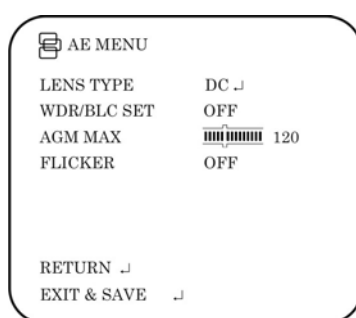 AE MENU
LENS TYPE DC ↵
WDR/BLC SET OFF
AGM MAX 120
FLICKER OFF
RETURN ↵
EXIT & SAVE ↵